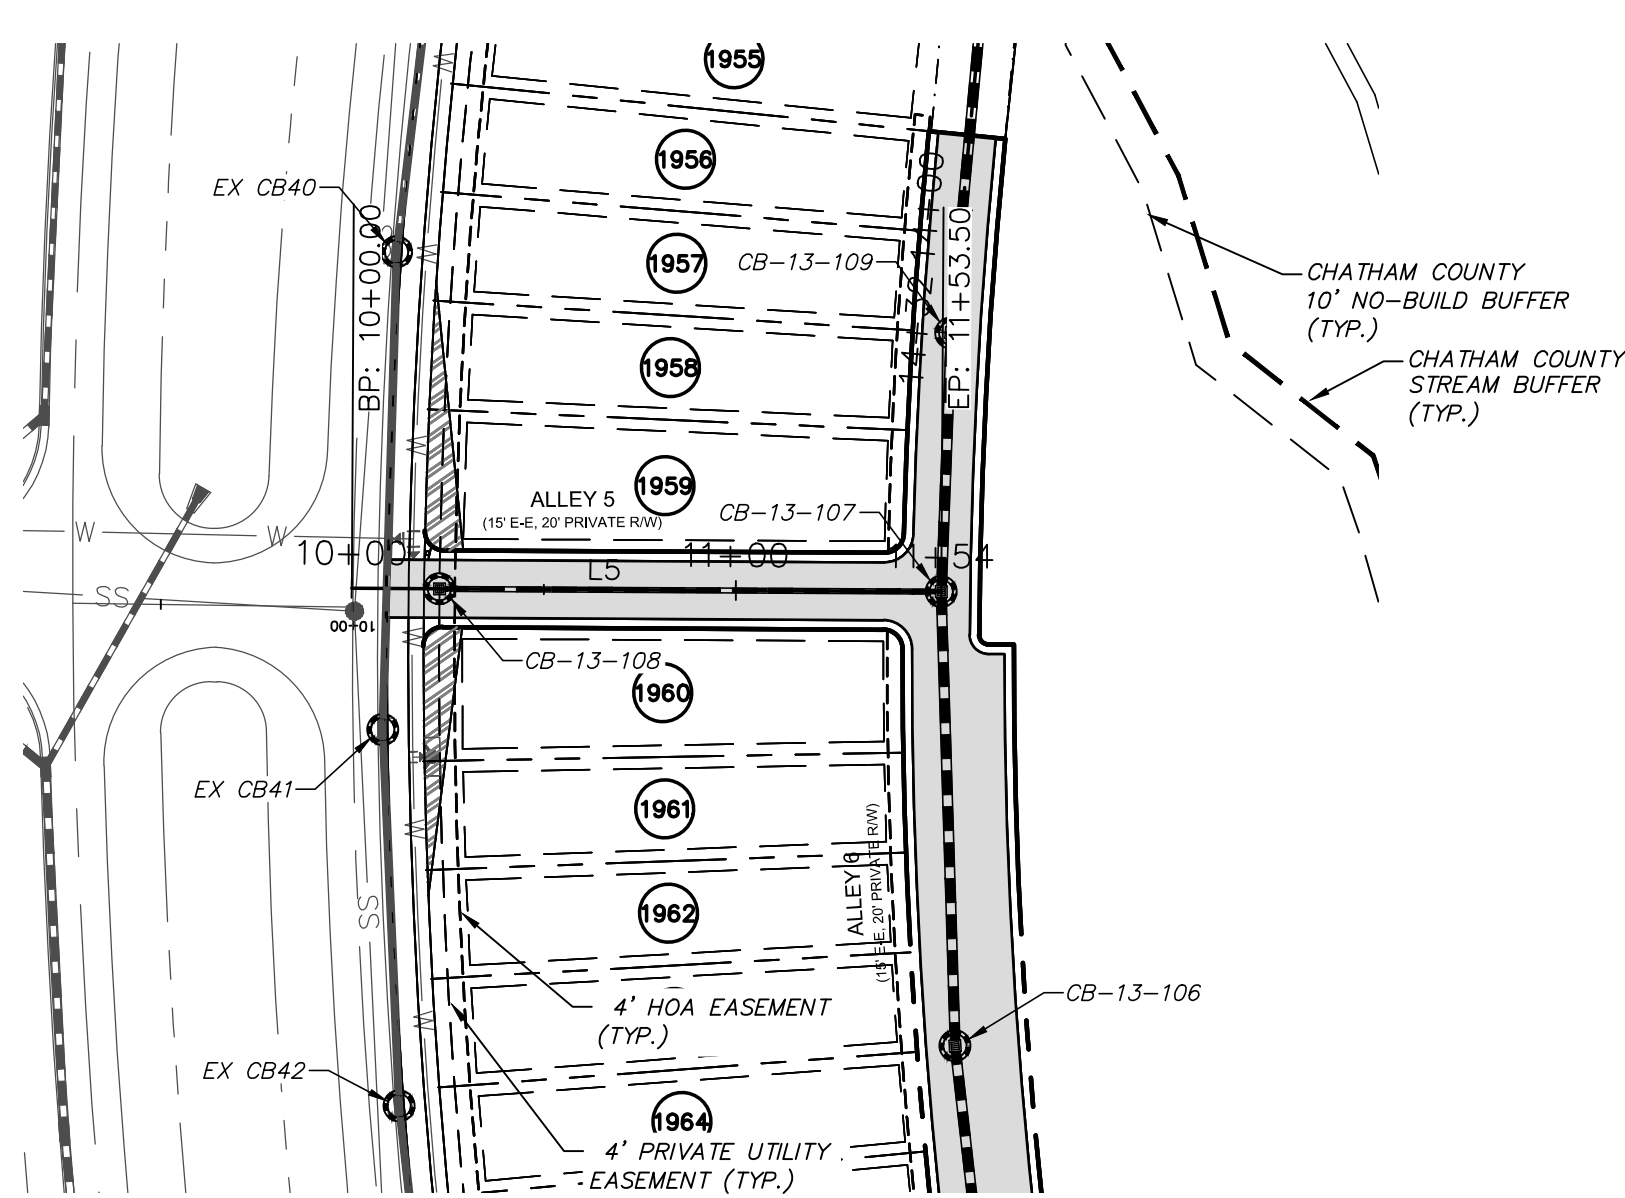 1955
1956
EX CB40
BP: 10+00.00
S
W
W
1957
CB-13-109
EP: 11+53.50
CHATHAM COUNTY
10' NO-BUILD BUFFER
(TYP.)
CHATHAM COUNTY
STREAM BUFFER
(TYP.)
1958
W
1959
ALLEY 5
(15' E-E, 20' PRIVATE R/W)
CB-13-107
W
W
10+00
11+00
11+54
L5
SS
10+00
W
CB-13-108
1960
EX CB41
1961
W
ALLEY 6
(15' E-E, 20' PRIVATE R/W)
1962
SS
CB-13-106
4' HOA EASEMENT
(TYP.)
W
EX CB42
1964
4' PRIVATE UTILITY
EASEMENT (TYP.)